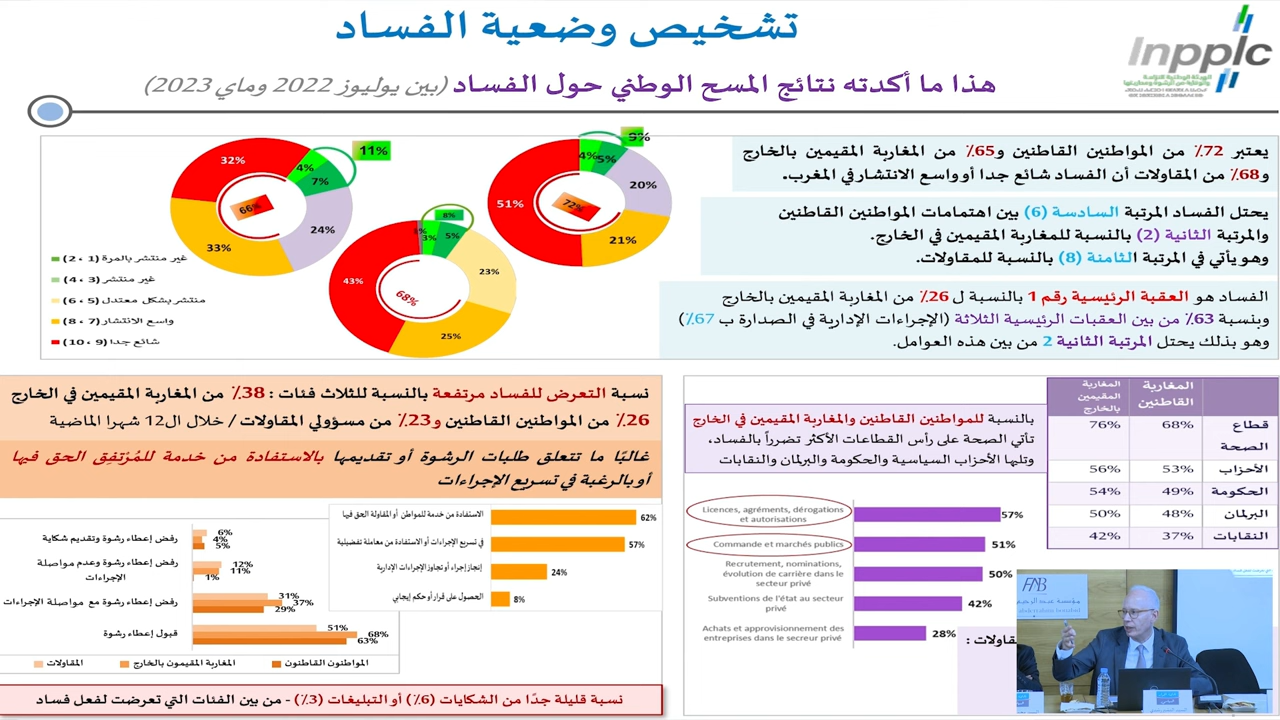 تشخيص وضعية الفساد
Inpplc
هذا ما أكدته نتائج المسح الوطني حول الفساد (بين يوليوز 2022 وماي 2023)
يعتبر 72٪ من المواطنين القاطنين و65٪ من المغاربة المقيمين بالخارج
و68٪ من المقاولات أن الفساد شائع جدا أو واسع الانتشار في المغرب.
يحتل الفساد المرتبة السادسة (6) بين اهتمامات المواطنين القاطنين
والمرتبة الثانية (2) بالنسبة للمغاربة المقيمين في الخارج.
وهو يأتي في المرتبة الثامنة (8) بالنسبة للمقاولات.
الفساد هو العقبة الرئيسية رقم 1 بالنسبة ل 26٪ من المغاربة المقيمين بالخارج
وبنسبة 63٪ من بين العقبات الرئيسية الثلاثة (الإجراءات الإدارية في الصدارة ب 67٪)
وهو بذلك يحتل المرتبة الثانية 2 من بين هذه العوامل.
9%
4%
5%
20%
21%
51%
72%
11%
4%
7%
24%
33%
32%
66%
8%
3%
5%
23%
25%
43%
68%
غير منتشر بالمرة (1 ، 2)
غير منتشر (3 ، 4)
منتشر بشكل معتدل (5 ، 6)
واسع الانتشار (7 ، 8)
شائع جدا (9 ، 10)
المغاربة القاطنين
المغاربة المقيمين بالخارج
قطاع الصحة 68% 76%
الأحزاب 53% 56%
الحكومة 49% 54%
البرلمان 48% 50%
النقابات 37% 42%
بالنسبة للمواطنين القاطنين والمغاربة المقيمين في الخارج
تأتي الصحة على رأس القطاعات الأكثر تضرراً بالفساد،
وتليها الأحزاب السياسية والحكومة والبرلمان والنقابات
Licences, agréments, dérogations
et autorisations
57%
Commande et marchés publics
51%
Recrutement, nominations,
évolution de carrière dans le
secteur privé
50%
Subventions de l'état au secteur
privé
42%
Achats et approvisionnement des
entreprises dans le secreur privé
28%
مقاولات :
نسبة التعرض للفساد مرتفعة بالنسبة للثلاث فئات : 38٪ من المغاربة المقيمين في الخارج
26٪ من المواطنين القاطنين و23٪ من مسؤولي المقاولات / خلال ال12 شهرا الماضية
غالبًا ما تتعلق طلبات الرشوة أو تقديمها بالاستفادة من خدمة للمُرْتفِق الحق فيها
أو بالرغبة في تسريع الإجراءات
الاستفادة من خدمة للمواطن أو المقاولة الحق فيها
62%
في تسريع الإجراءات أو الاستفادة من معاملة تفضيلية
57%
إنجاز إجراء أو تجاوز الإجراءات الإدارية
24%
الحصول على قرار أو حكم إيجابي
8%
رفض إعطاء رشوة وتقديم شكاية
6%
4%
5%
رفض إعطاء رشوة وعدم مواصلة
الإجراءات
12%
11%
1%
رفض إعطاء رشوة مع مواصلة الإجراءات
31%
37%
29%
قبول إعطاء رشوة
51%
68%
63%
المواطنون القاطنون
المغاربة المقيمون بالخارج
المقاولات
نسبة قليلة جدًا من الشكايات (6٪) أو التبليغات (3٪) - من بين الفئات التي تعرضت لفعل فساد